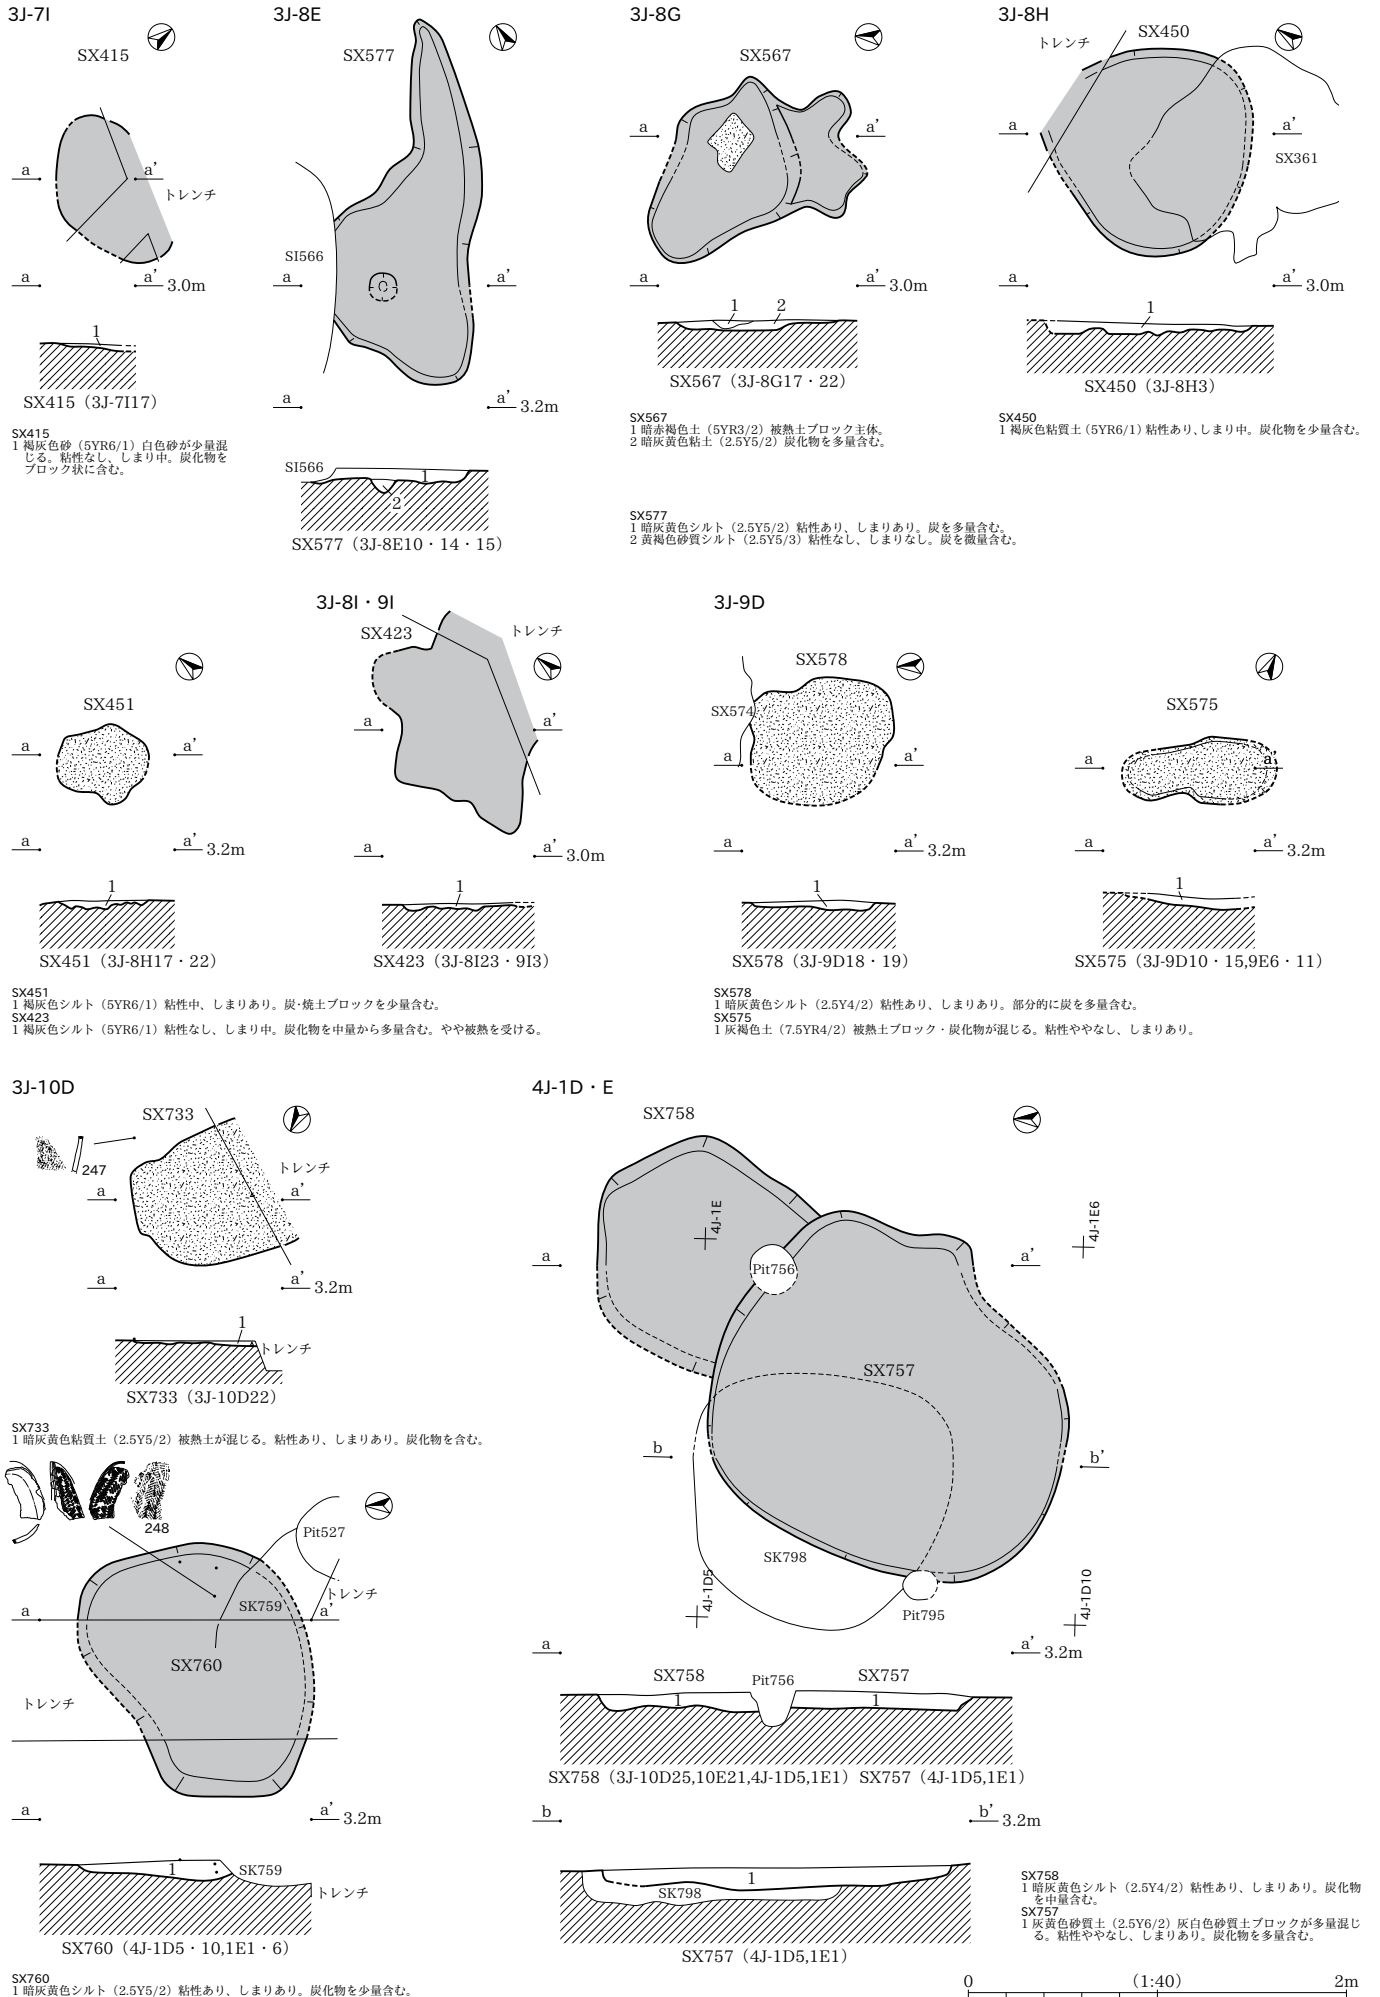 3J-7I
SX415
a
a’
トレンチ
a
a’ 3.0m
1
SX415（3J-7I17）
SX415
1 褐灰色砂（5YR6/1）白色砂が少量混
じる。粘性なし、しまり中。炭化物を
ブロック状に含む。
3J-8E
SX577
SI566
a
a’
a
a’ 3.2m
SI566
1
2
SX577（3J-8E10・14・15）
3J-8G
SX567
a
a’
a
a’ 3.0m
1
2
SX567（3J-8G17・22）
SX567
1 暗赤褐色土（5YR3/2）被熱土ブロック主体。
2 暗灰黄色粘土（2.5Y5/2）炭化物を多量含む。
SX577
1 暗灰黄色シルト（2.5Y5/2）粘性あり、しまりあり。炭を多量含む。
2 黄褐色砂質シルト（2.5Y5/3）粘性なし、しまりなし。炭を微量含む。
3J-8H
トレンチ
SX450
a
a’
SX361
a
a’ 3.0m
1
SX450（3J-8H3）
SX450
1 褐灰色粘質土（5YR6/1）粘性あり、しまり中。炭化物を少量含む。
SX451
a
a’
a
a’ 3.2m
1
SX451（3J-8H17・22）
3J-8I・9I
SX423
トレンチ
a
a’
a
a’ 3.0m
1
SX423（3J-8I23・9I3）
SX451
1 褐灰色シルト（5YR6/1）粘性中、しまりあり。炭・焼土ブロックを少量含む。
SX423
1 褐灰色シルト（5YR6/1）粘性なし、しまり中。炭化物を中量から多量含む。やや被熱を受ける。
3J-9D
SX578
SX574
a
a’
a
a’ 3.2m
1
SX578（3J-9D18・19）
SX575
a
a’
a
a’ 3.2m
1
SX575（3J-9D10・15,9E6・11）
SX578
1 暗灰黄色シルト（2.5Y4/2）粘性あり、しまりあり。部分的に炭を多量含む。
SX575
1 灰褐色土（7.5YR4/2）被熱土ブロック・炭化物が混じる。粘性ややなし、しまりあり。
3J-10D
SX733
247
トレンチ
a
a’
a
a’ 3.2m
1
トレンチ
SX733（3J-10D22）
SX733
1 暗灰黄色粘質土（2.5Y5/2）被熱土が混じる。粘性あり、しまりあり。炭化物を含む。
248
Pit527
トレンチ
SK759
a
a’
SX760
トレンチ
a
a’ 3.2m
1
SK759
トレンチ
SX760（4J-1D5・10,1E1・6）
SX760
1 暗灰黄色シルト（2.5Y5/2）粘性あり、しまりあり。炭化物を少量含む。
4J-1D・E
SX758
4J-1E
4J-1E6
a
a’
Pit756
SX757
b
b’
SK798
4J-1D5
4J-1D10
Pit795
a
a’ 3.2m
SX758
Pit756
SX757
1
1
SX758（3J-10D25,10E21,4J-1D5,1E1） SX757（4J-1D5,1E1）
b
b’ 3.2m
1
SK798
SX757（4J-1D5,1E1）
SX758
1 暗灰黄色シルト（2.5Y4/2）粘性あり、しまりあり。炭化物
を中量含む。
SX757
1 灰黄色砂質土（2.5Y6/2）灰白色砂質土ブロックが多量混じ
る。粘性ややなし、しまりあり。炭化物を多量含む。
0 （1:40） 2m